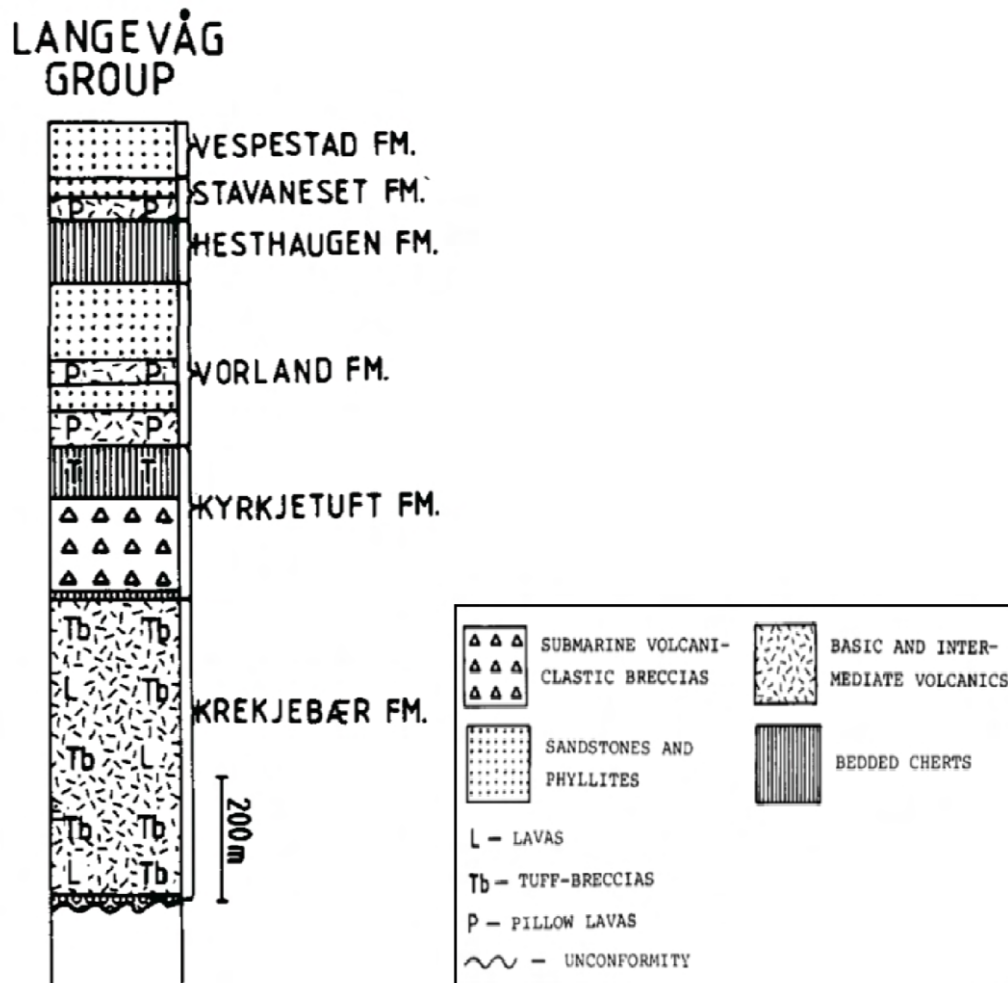 LANGEVÅG
GROUP
VESPESTAD FM.
STAVANESET FM.
P P
HESTHAUGEN FM.
P P
VORLAND FM.
P P
T T
KYRKJETUFT FM.
Tb Tb
L Tb
KREKJEBÆR FM.
Tb L
Tb Tb
L Tb
200m
SUBMARINE VOLCANI-
CLASTIC BRECCIAS
BASIC AND INTER-
MEDIATE VOLCANICS
SANDSTONES AND
PHYLLITES
BEDDED CHERTS
L – LAVAS
Tb – TUFF-BRECCIAS
P – PILLOW LAVAS
– UNCONFORMITY